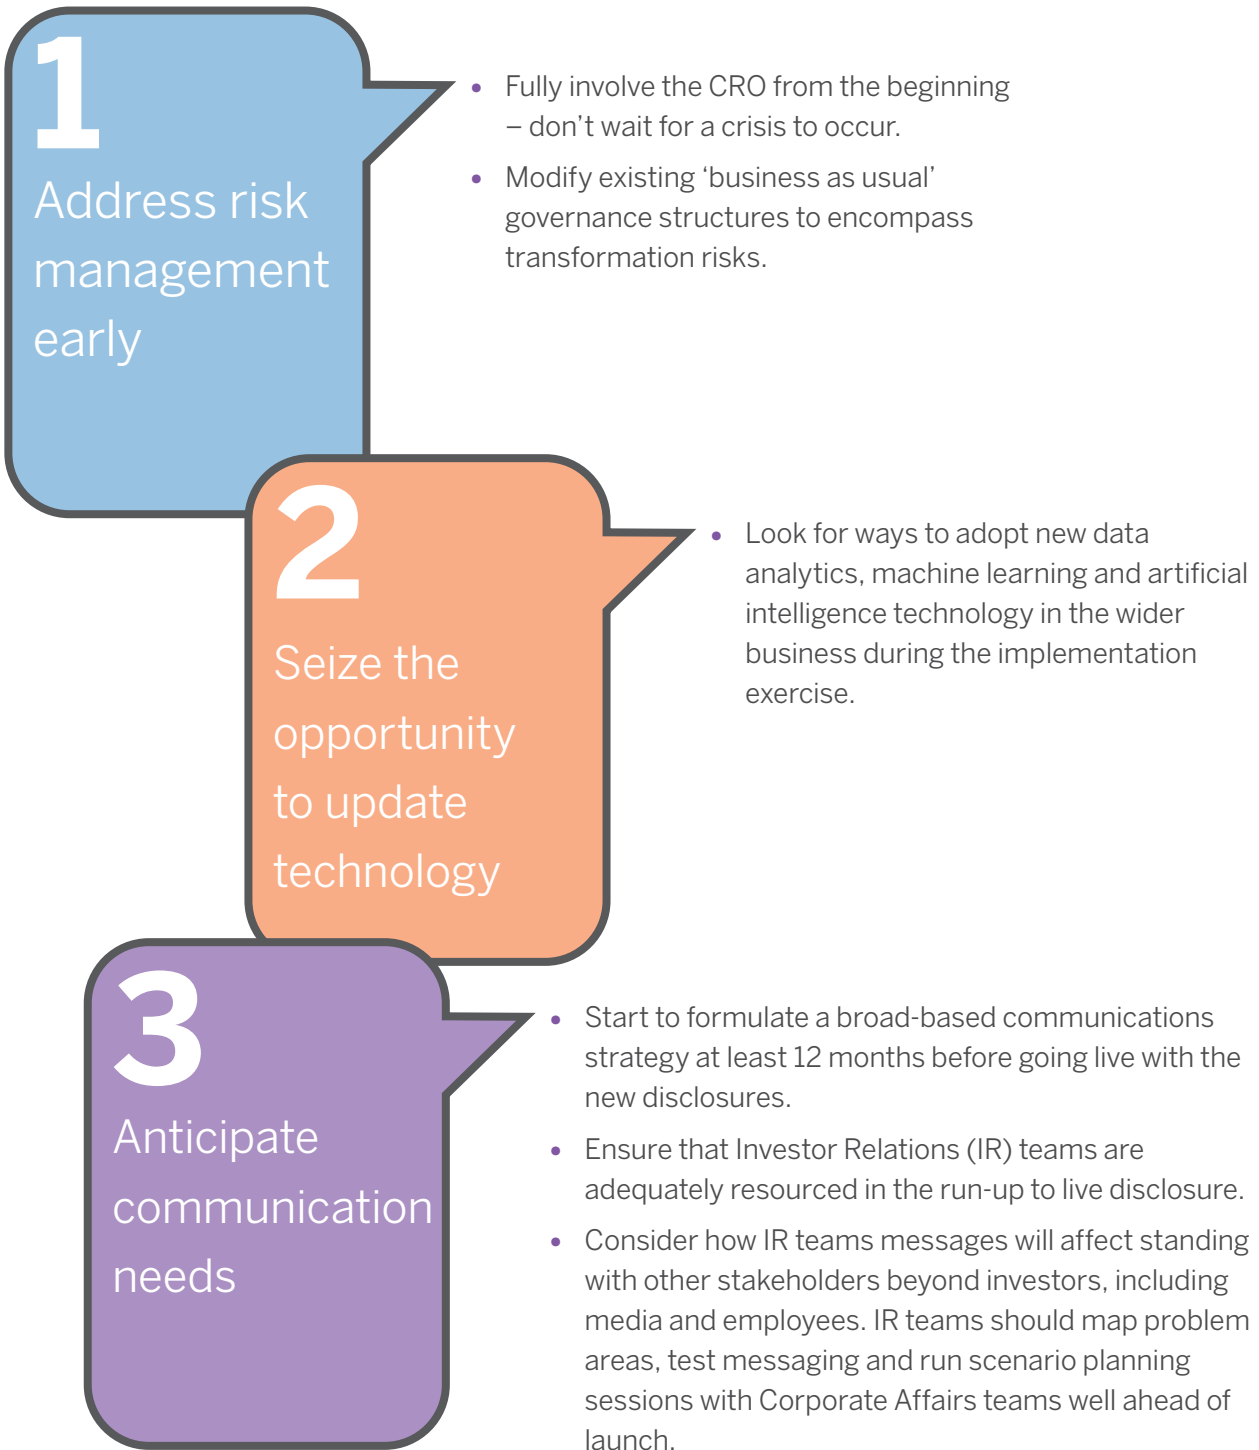 1
Address risk
management
early
• Fully involve the CRO from the beginning
– don’t wait for a crisis to occur.
• Modify existing ‘business as usual’
governance structures to encompass
transformation risks.
2
Seize the
opportunity
to update
technology
• Look for ways to adopt new data
analytics, machine learning and artificial
intelligence technology in the wider
business during the implementation
exercise.
3
Anticipate
communication
needs
• Start to formulate a broad-based communications
strategy at least 12 months before going live with the
new disclosures.
• Ensure that Investor Relations (IR) teams are
adequately resourced in the run-up to live disclosure.
• Consider how IR teams messages will affect standing
with other stakeholders beyond investors, including
media and employees. IR teams should map problem
areas, test messaging and run scenario planning
sessions with Corporate Affairs teams well ahead of
launch.